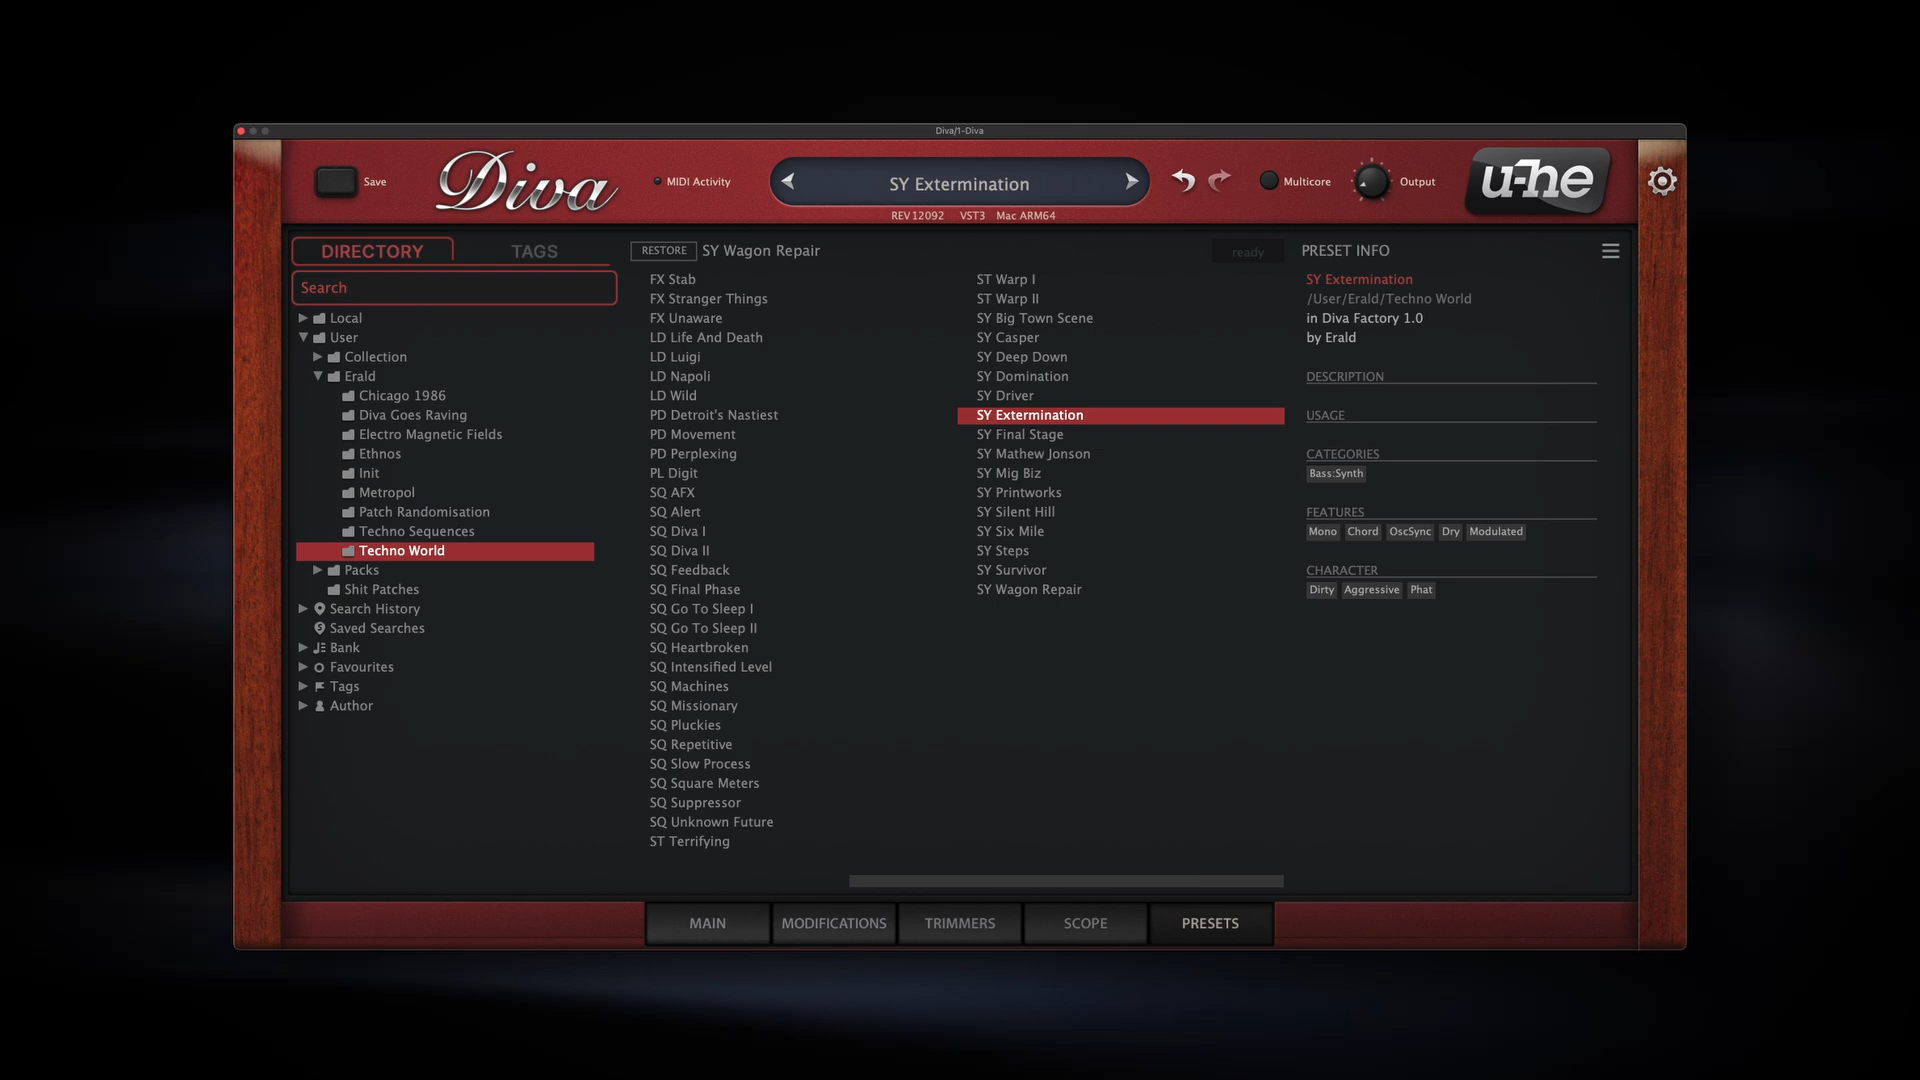 Diva/1-Diva
Save
Diva
MIDI Activity
SY Extermination
REV 12092 VST3 Mac ARM64
Multicore
Output
u-he
DIRECTORY
TAGS
Search
Local
User
Collection
Erald
Chicago 1986
Diva Goes Raving
Electro Magnetic Fields
Ethnos
Init
Metropol
Patch Randomisation
Techno Sequences
Techno World
Packs
Shit Patches
Search History
Saved Searches
Bank
Favourites
Tags
Author
RESTORE SY Wagon Repair
ready
FX Stab
FX Stranger Things
FX Unaware
LD Life And Death
LD Luigi
LD Napoli
LD Wild
PD Detroit's Nastiest
PD Movement
PD Perplexing
PL Digit
SQ AFX
SQ Alert
SQ Diva I
SQ Diva II
SQ Feedback
SQ Final Phase
SQ Go To Sleep I
SQ Go To Sleep II
SQ Heartbroken
SQ Intensified Level
SQ Machines
SQ Missionary
SQ Pluckies
SQ Repetitive
SQ Slow Process
SQ Square Meters
SQ Suppressor
SQ Unknown Future
ST Terrifying
ST Warp I
ST Warp II
SY Big Town Scene
SY Casper
SY Deep Down
SY Domination
SY Driver
SY Extermination
SY Final Stage
SY Mathew Jonson
SY Mig Biz
SY Printworks
SY Silent Hill
SY Six Mile
SY Steps
SY Survivor
SY Wagon Repair
PRESET INFO
SY Extermination
/User/Erald/Techno World
in Diva Factory 1.0
by Erald
DESCRIPTION
USAGE
CATEGORIES
Bass:Synth
FEATURES
Mono Chord OscSync Dry Modulated
CHARACTER
Dirty Aggressive Phat
MAIN
MODIFICATIONS
TRIMMERS
SCOPE
PRESETS